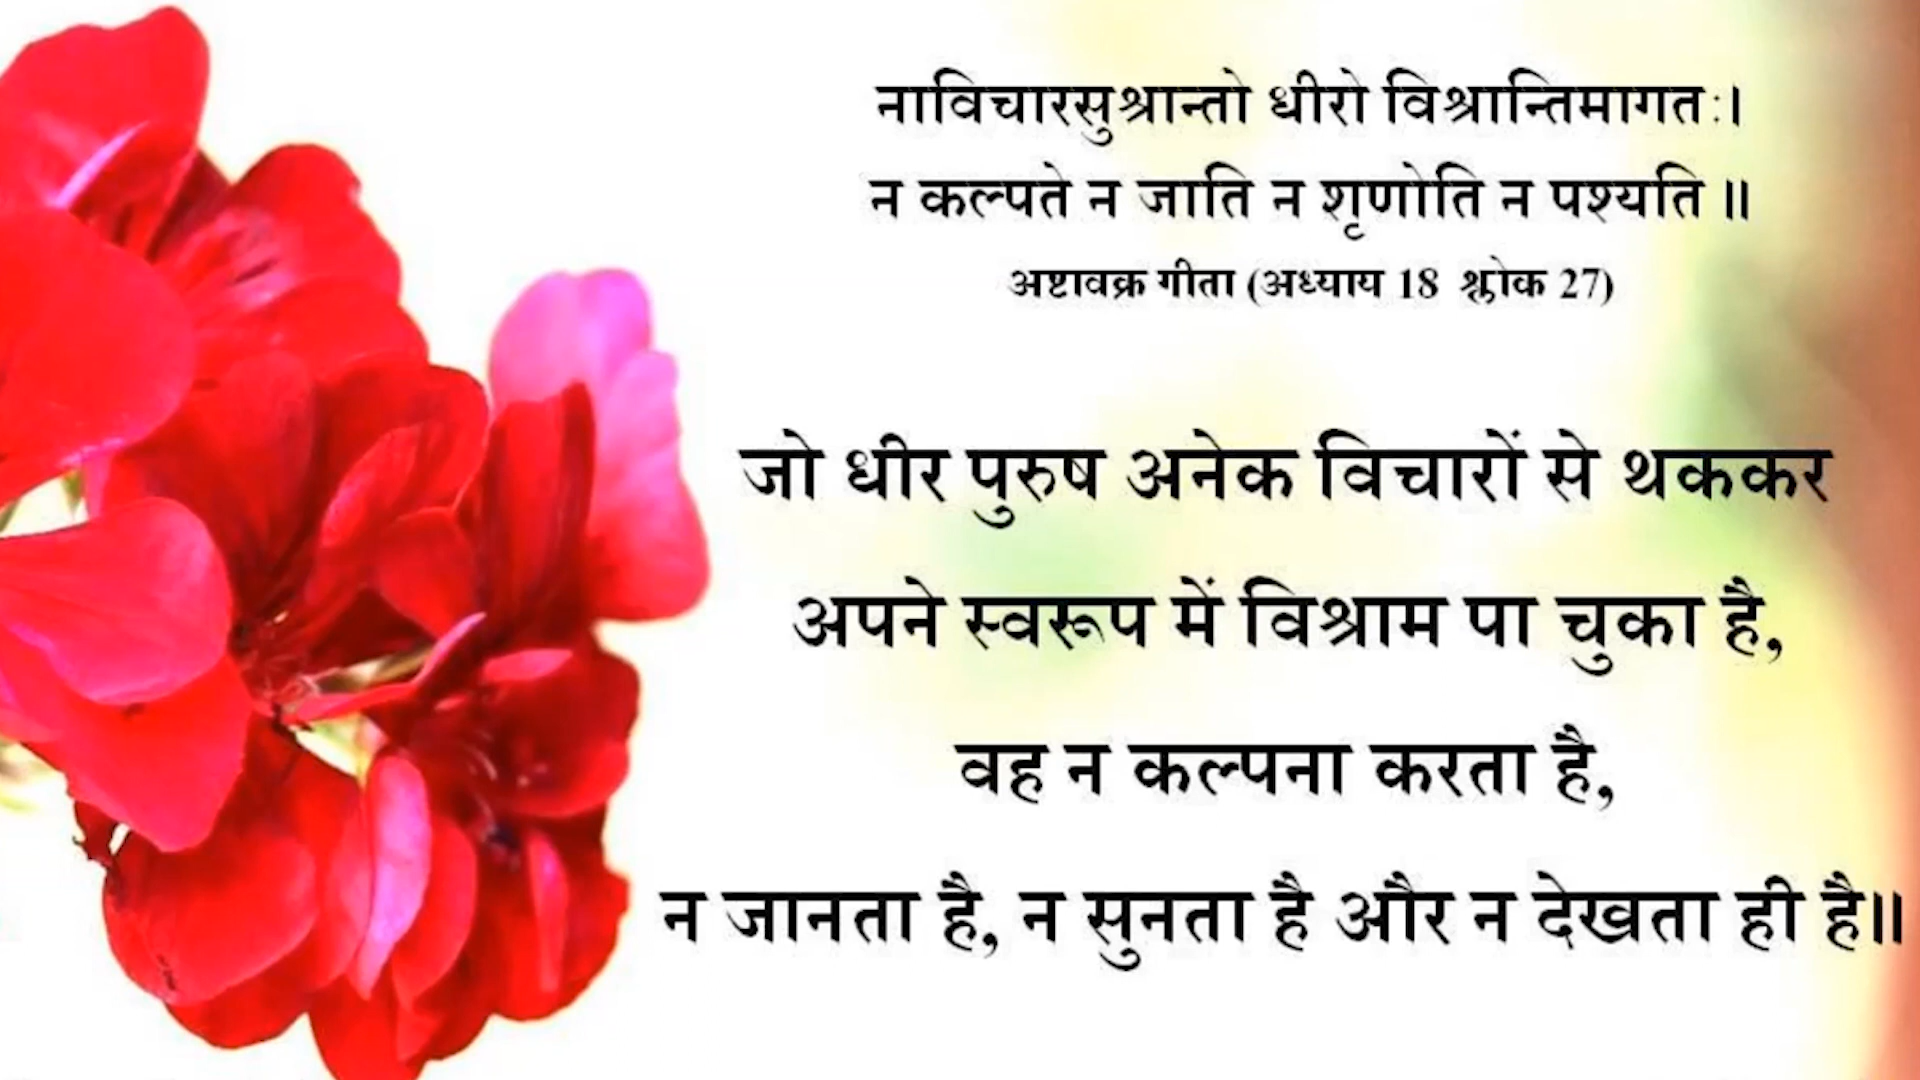 नाविचारसुश्रान्तो धीरो विश्रान्तिमागतः।
न कल्पते न जाति न शृणोति न पश्यति ॥
अष्टावक्र गीता (अध्याय 18 श्लोक 27)
जो धीर पुरुष अनेक विचारों से थककर
अपने स्वरूप में विश्राम पा चुका है,
वह न कल्पना करता है,
न जानता है, न सुनता है और न देखता ही है॥